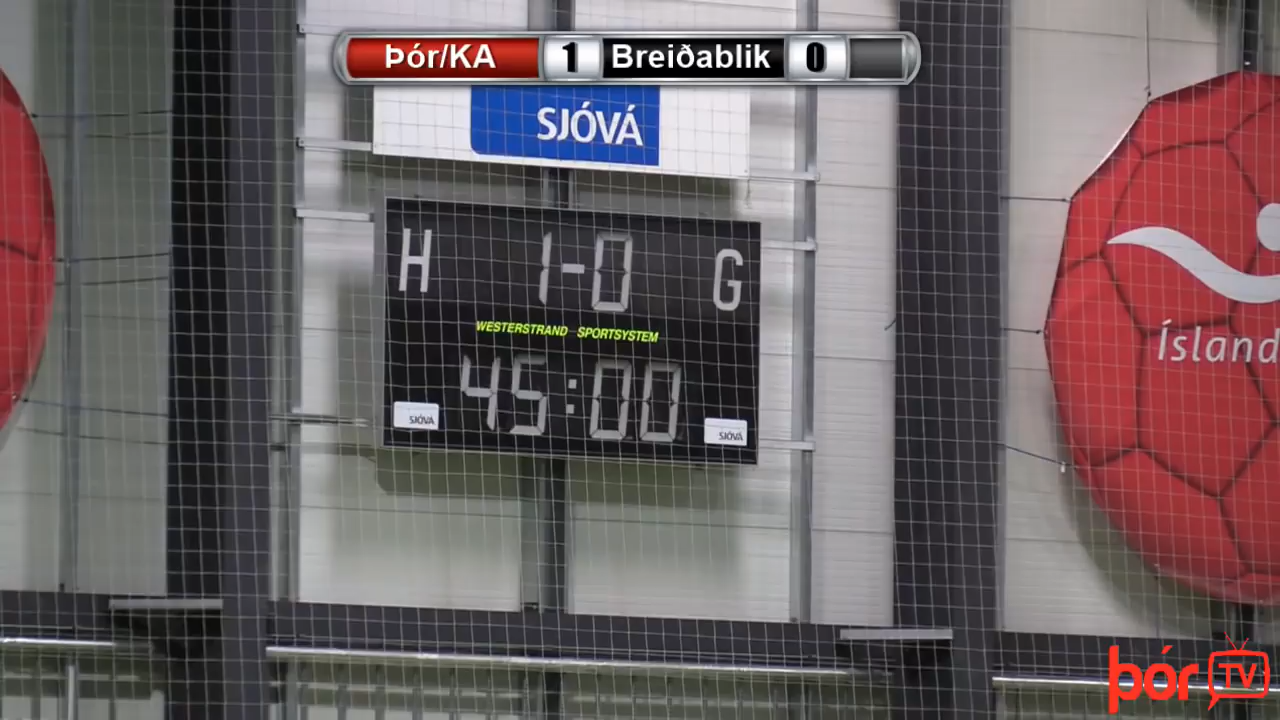 Þór/KA 1 Breiðablik 0
SJÓVÁ
H 1-0 G
WESTERSTRAND SPORTSYSTEM
45:00
SJÓVÁ
SJÓVÁ
Ísland
þór TV